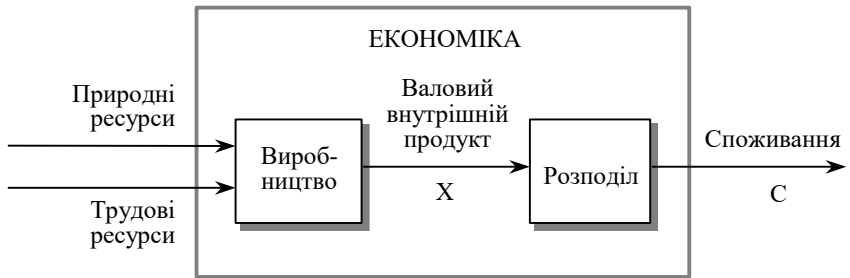 ЕКОНОМІКА
Природні
ресурси
Трудові
ресурси
Вироб-
ництво
Валовий
внутрішній
продукт
X
Розподіл
Споживання
C